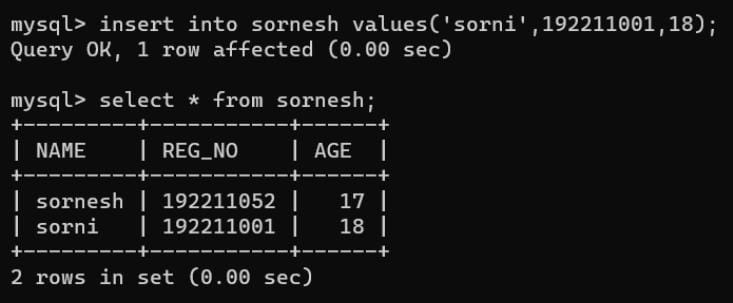 mysql> insert into sornesh values('sorni',192211001,18);
Query OK, 1 row affected (0.00 sec)

mysql> select * from sornesh;
+---------+-----------+------+
| NAME    | REG_NO    | AGE  |
+---------+-----------+------+
| sornesh | 192211052 |   17 |
| sorni   | 192211001 |   18 |
+---------+-----------+------+
2 rows in set (0.00 sec)